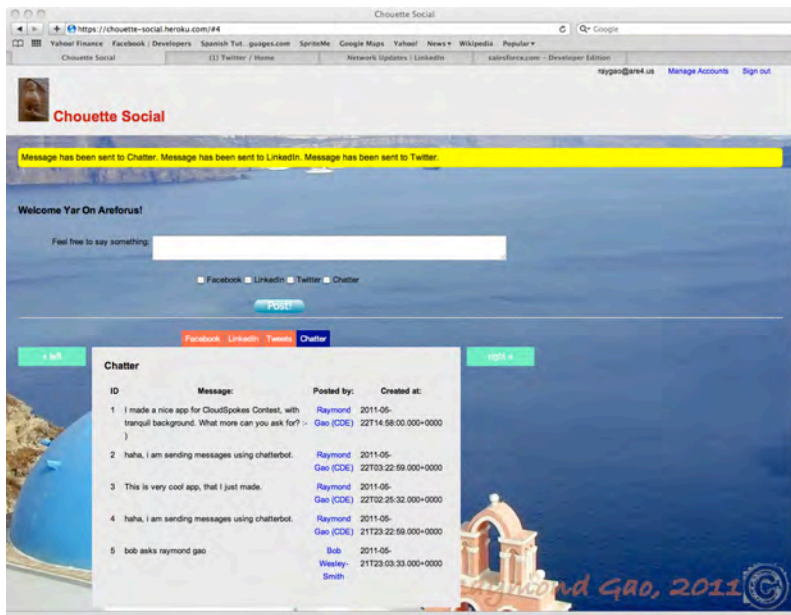 Chouette Social
https://chouette-social.heroku.com/#4
Google
Yahoo! Finance Facebook | Developers Spanish Tut...guages.com SpriteMe Google Maps Yahoo! News Wikipedia Popular
Chouette Social (1) Twitter / Home Network Updates | LinkedIn salesforce.com - Developer Edition
raygao@are4.us Manage Accounts Sign out
Chouette Social
Message has been sent to Chatter. Message has been sent to LinkedIn. Message has been sent to Twitter.
Welcome Yar On Areforus!
Feel free to say something:
Facebook LinkedIn Twitter Chatter
Post!
Facebook LinkedIn Tweets Chatter
« left
right »
Chatter
ID Message: Posted by: Created at:
1 I made a nice app for CloudSpokes Contest, with Raymond 2011-05-
tranquil background. What more can you ask for? :- Gao (CDE) 22T14:58:00.000+0000
)
2 haha, i am sending messages using chatterbot. Raymond 2011-05-
Gao (CDE) 22T03:22:59.000+0000
3 This is very cool app, that I just made. Raymond 2011-05-
Gao (CDE) 22T02:25:32.000+0000
4 haha, i am sending messages using chatterbot. Raymond 2011-05-
Gao (CDE) 21T23:22:59.000+0000
5 bob asks raymond gao Bob 2011-05-
Wesley- 21T23:03:33.000+0000
Smith
Raymond Gao, 2011 ©